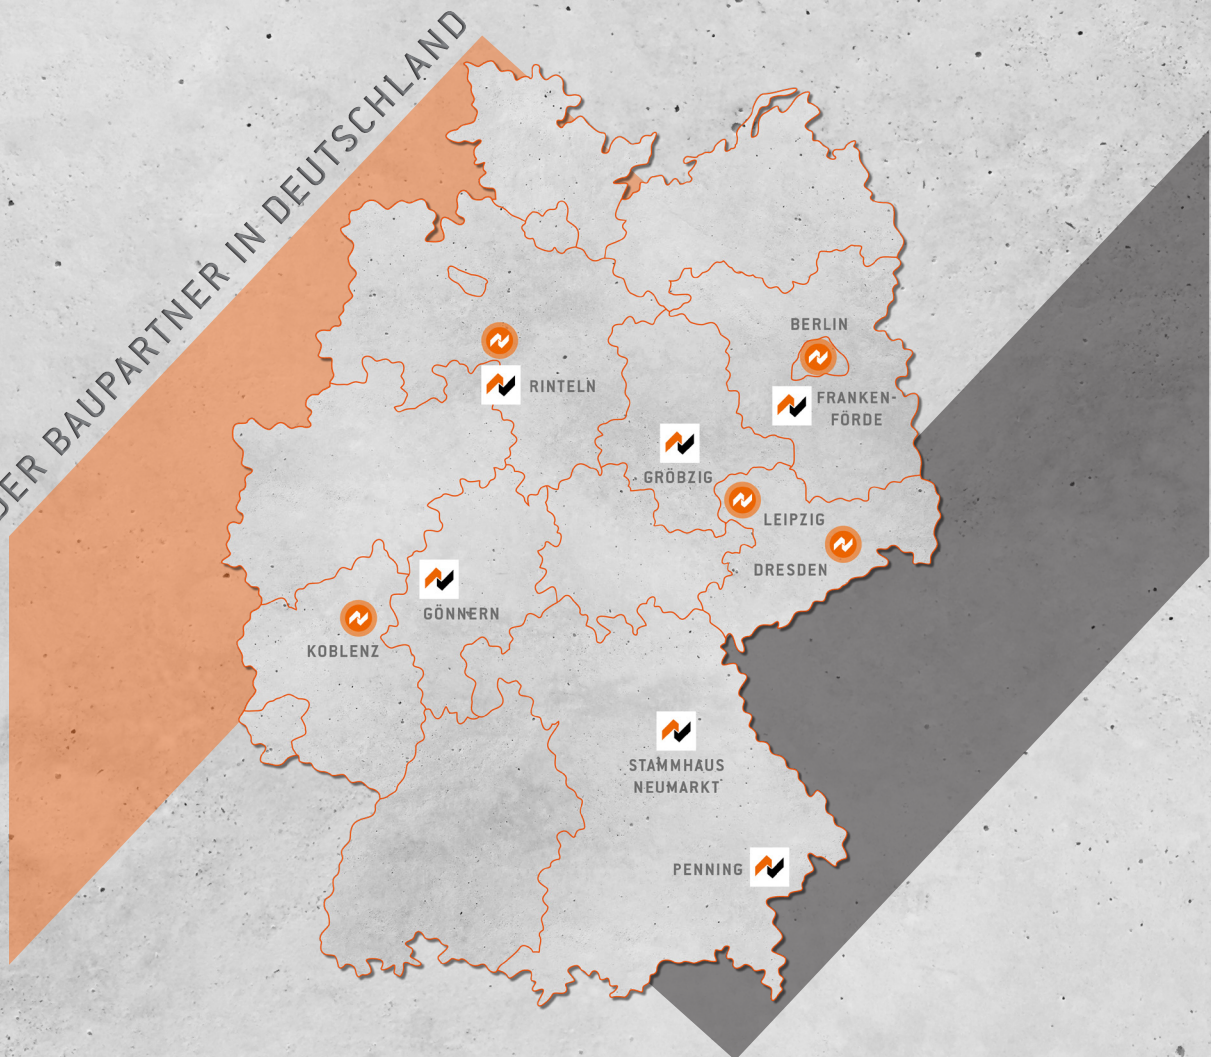 DER BAUPARTNER IN DEUTSCHLAND
BERLIN
RINTELN
FRANKEN-
FÖRDE
GRÖBZIG
LEIPZIG
DRESDEN
GÖNNERN
KOBLENZ
STAMMHAUS
NEUMARKT
PENNING